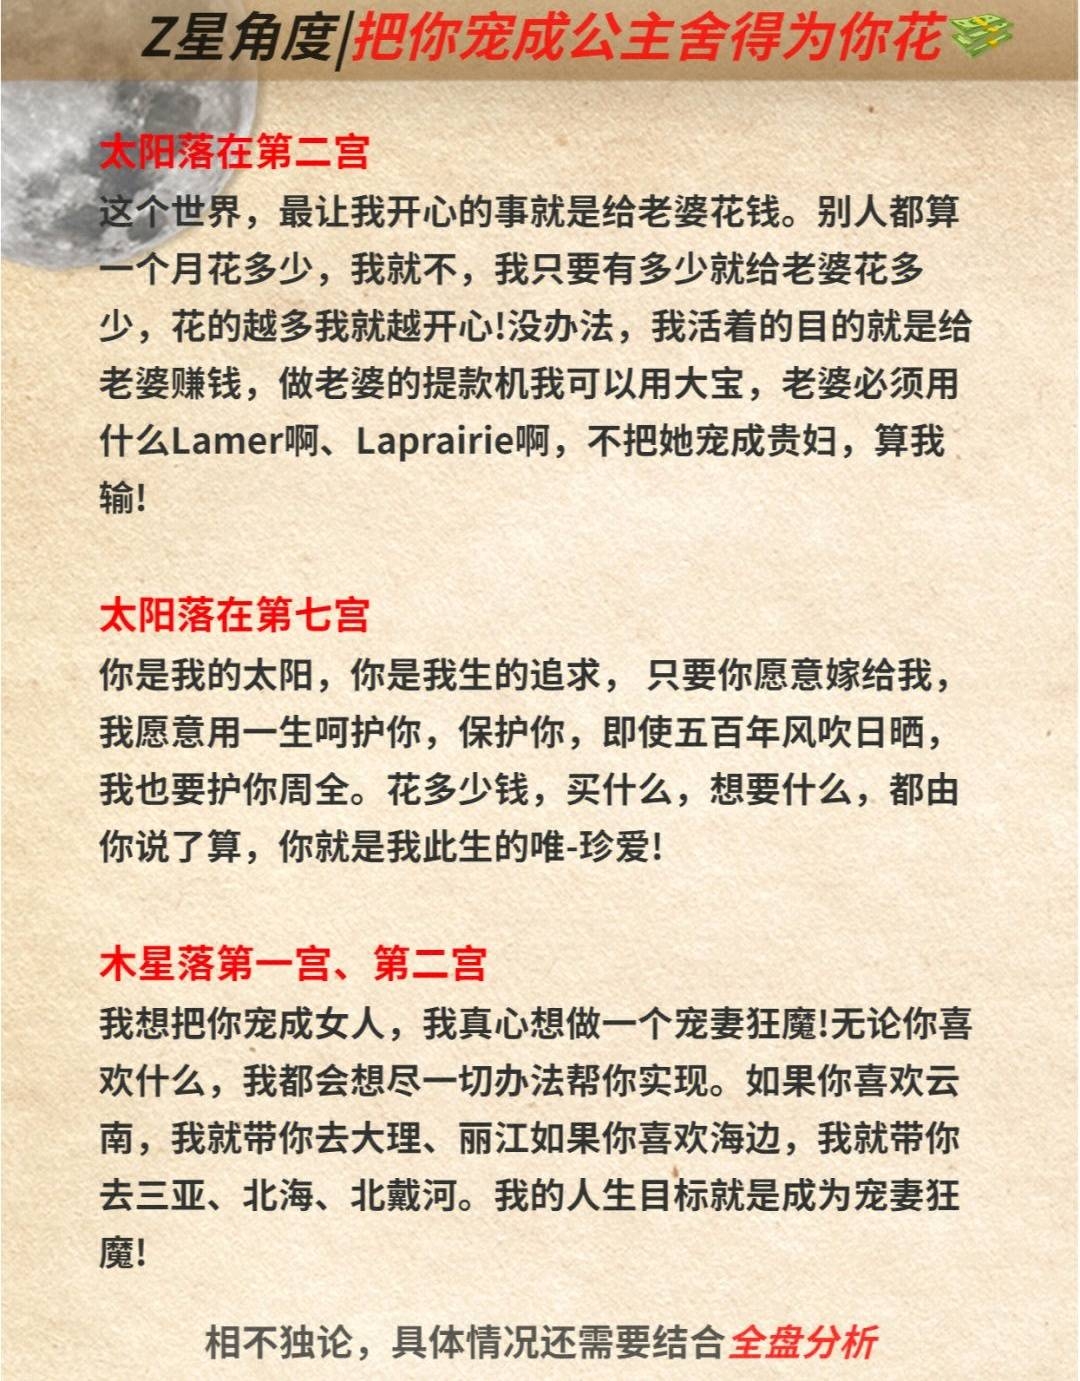 Z星角度|把你宠成公主舍得为你花
太阳落在第二宫
这个世界，最让我开心的事就是给老婆花钱。别人都算
一个月花多少，我就不，我只要有多少就给老婆花多
少，花的越多我就越开心!没办法，我活着的目的就是给
老婆赚钱，做老婆的提款机我可以用大宝，老婆必须用
什么Lamer啊、Laprairie啊，不把她宠成贵妇，算我
输!
太阳落在第七宫
你是我的太阳，你是我生的追求， 只要你愿意嫁给我，
我愿意用一生呵护你，保护你，即使五百年风吹日晒，
我也要护你周全。花多少钱，买什么，想要什么，都由
你说了算，你就是我此生的唯-珍爱!
木星落第一宫、第二宫
我想把你宠成女人，我真心想做一个宠妻狂魔!无论你喜
欢什么，我都会想尽一切办法帮你实现。如果你喜欢云
南，我就带你去大理、丽江如果你喜欢海边，我就带你
去三亚、北海、北戴河。我的人生目标就是成为宠妻狂
魔!
相不独论，具体情况还需要结合全盘分析